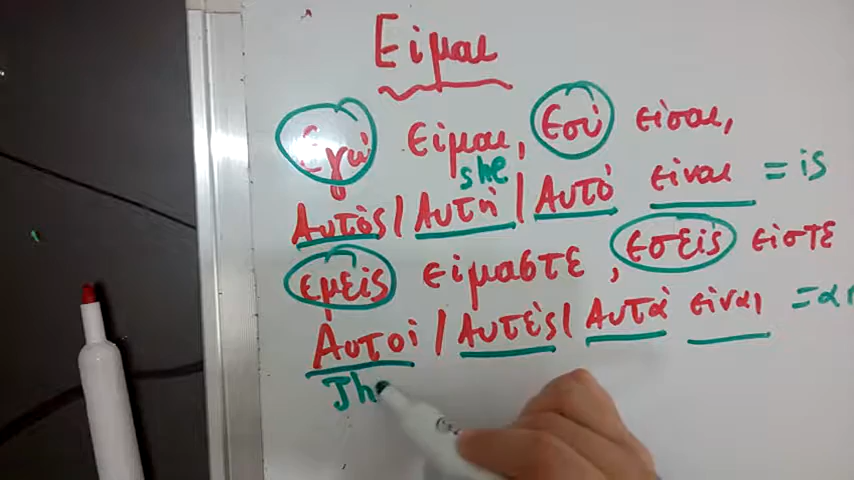 Είμαι
εγώ είμαι, εσύ είσαι,
she
Αυτός / Αυτή / Αυτό είναι = is
εμείς είμαστε, εσείς είστε
Αυτοί / Αυτές / Αυτά είναι = a
Th